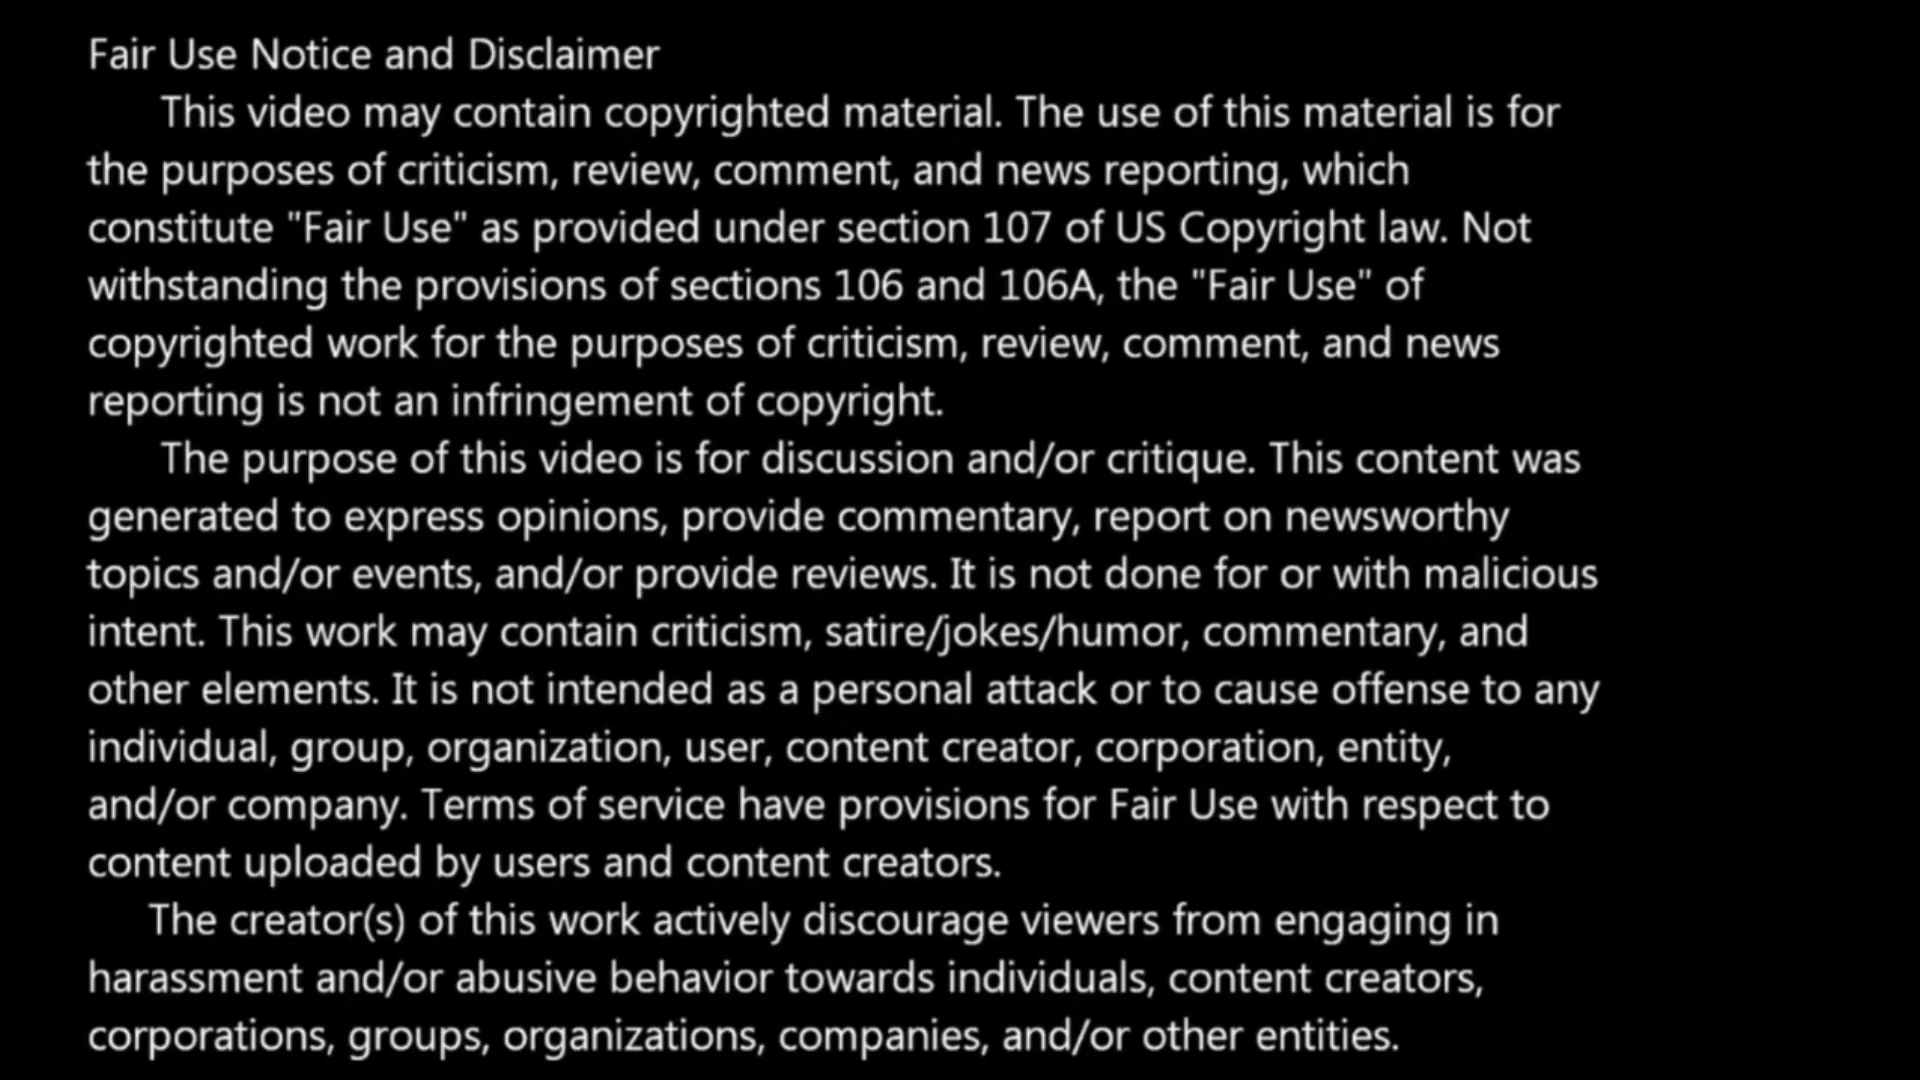 Fair Use Notice and Disclaimer
This video may contain copyrighted material. The use of this material is for
the purposes of criticism, review, comment, and news reporting, which
constitute "Fair Use" as provided under section 107 of US Copyright law. Not
withstanding the provisions of sections 106 and 106A, the "Fair Use" of
copyrighted work for the purposes of criticism, review, comment, and news
reporting is not an infringement of copyright.
The purpose of this video is for discussion and/or critique. This content was
generated to express opinions, provide commentary, report on newsworthy
topics and/or events, and/or provide reviews. It is not done for or with malicious
intent. This work may contain criticism, satire/jokes/humor, commentary, and
other elements. It is not intended as a personal attack or to cause offense to any
individual, group, organization, user, content creator, corporation, entity,
and/or company. Terms of service have provisions for Fair Use with respect to
content uploaded by users and content creators.
The creator(s) of this work actively discourage viewers from engaging in
harassment and/or abusive behavior towards individuals, content creators,
corporations, groups, organizations, companies, and/or other entities.